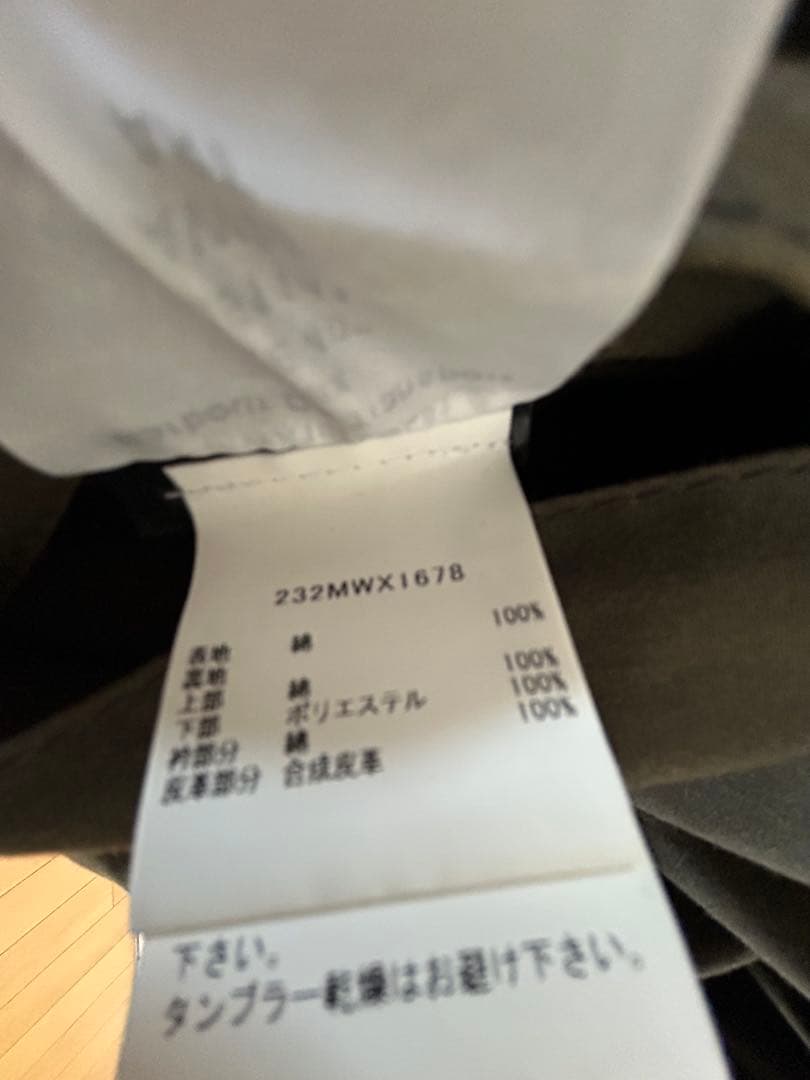 232MWX1678
表地 綿 100%
裏地
上部 綿 100%
下部 ポリエステル 100%
衿部分 綿 100%
皮革部分 合成皮革
下さい。
タンブラー乾燥はお避け下さい。